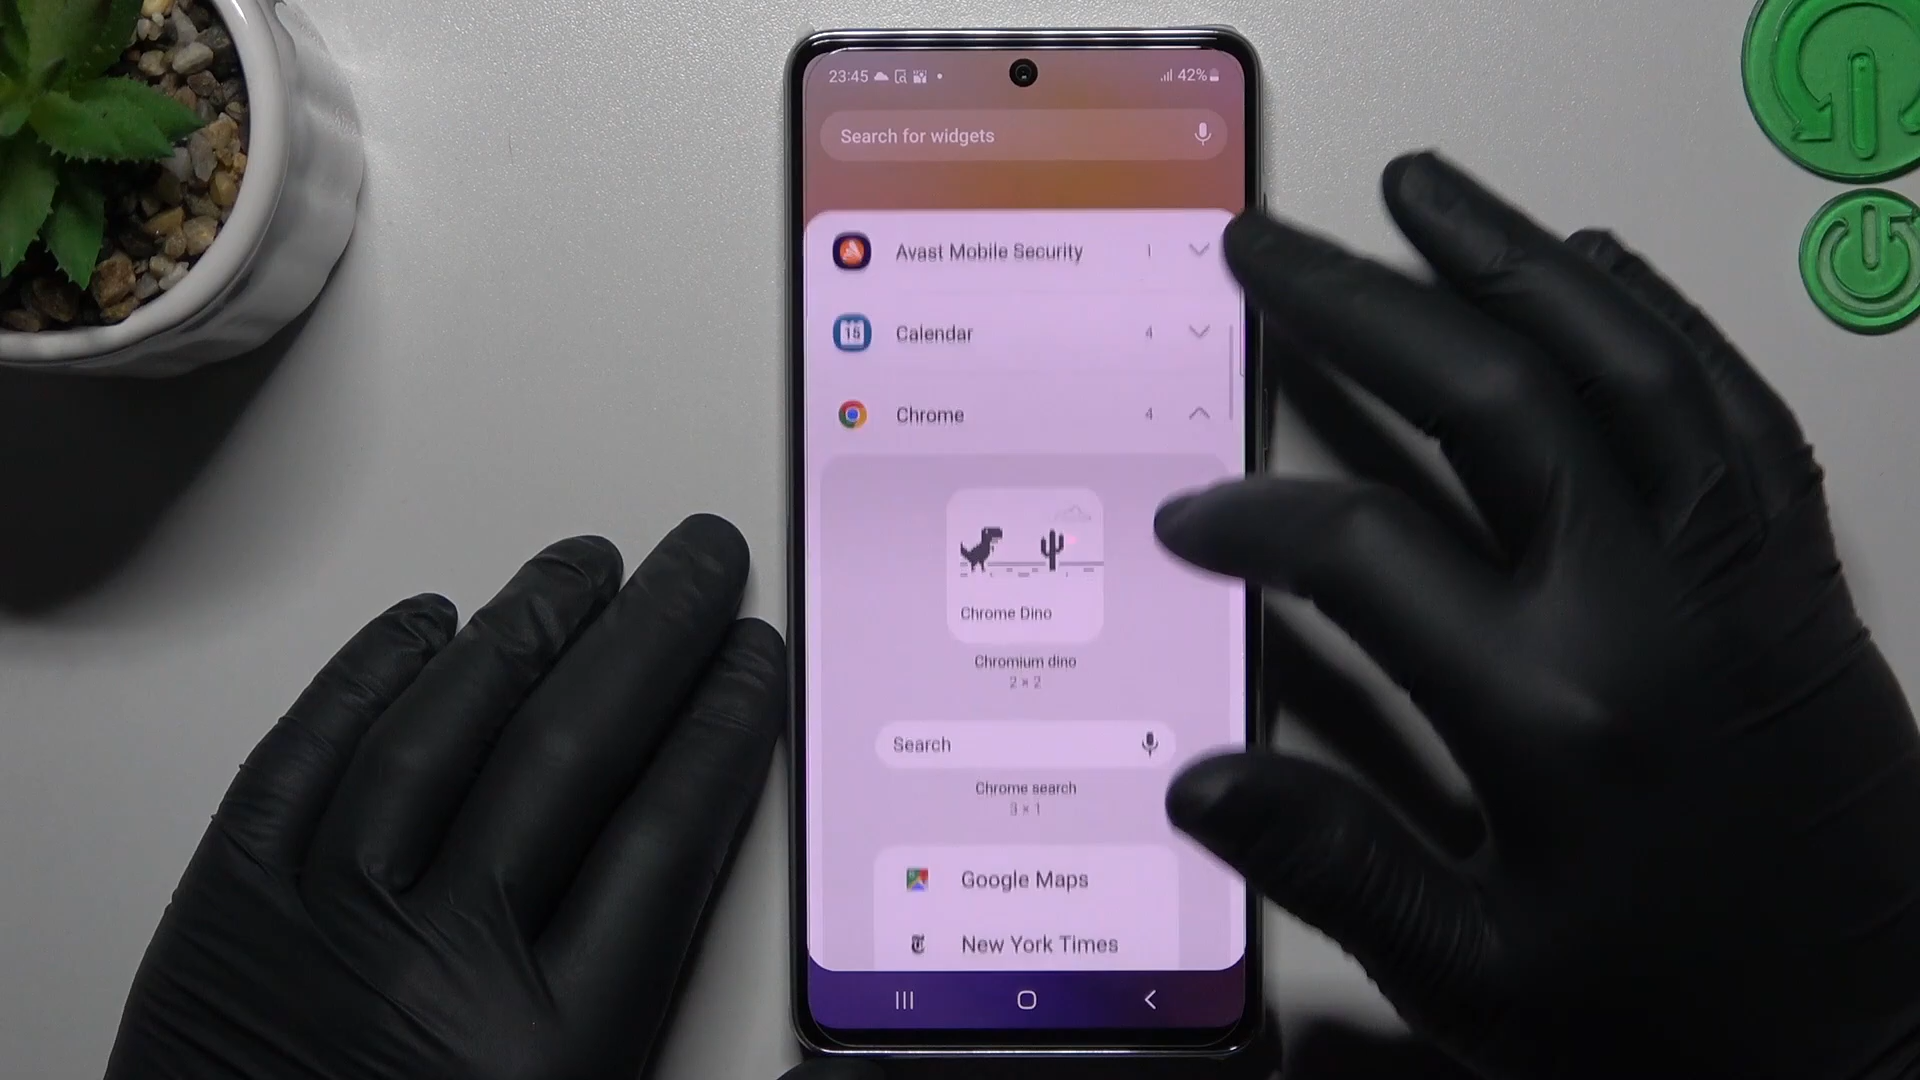 23:45
42%
Search for widgets
Avast Mobile Security 1
15
Calendar 4
Chrome 4
Chrome Dino
Chromium dino
2 × 2
Search
Chrome search
3 × 1
Google Maps
New York Times